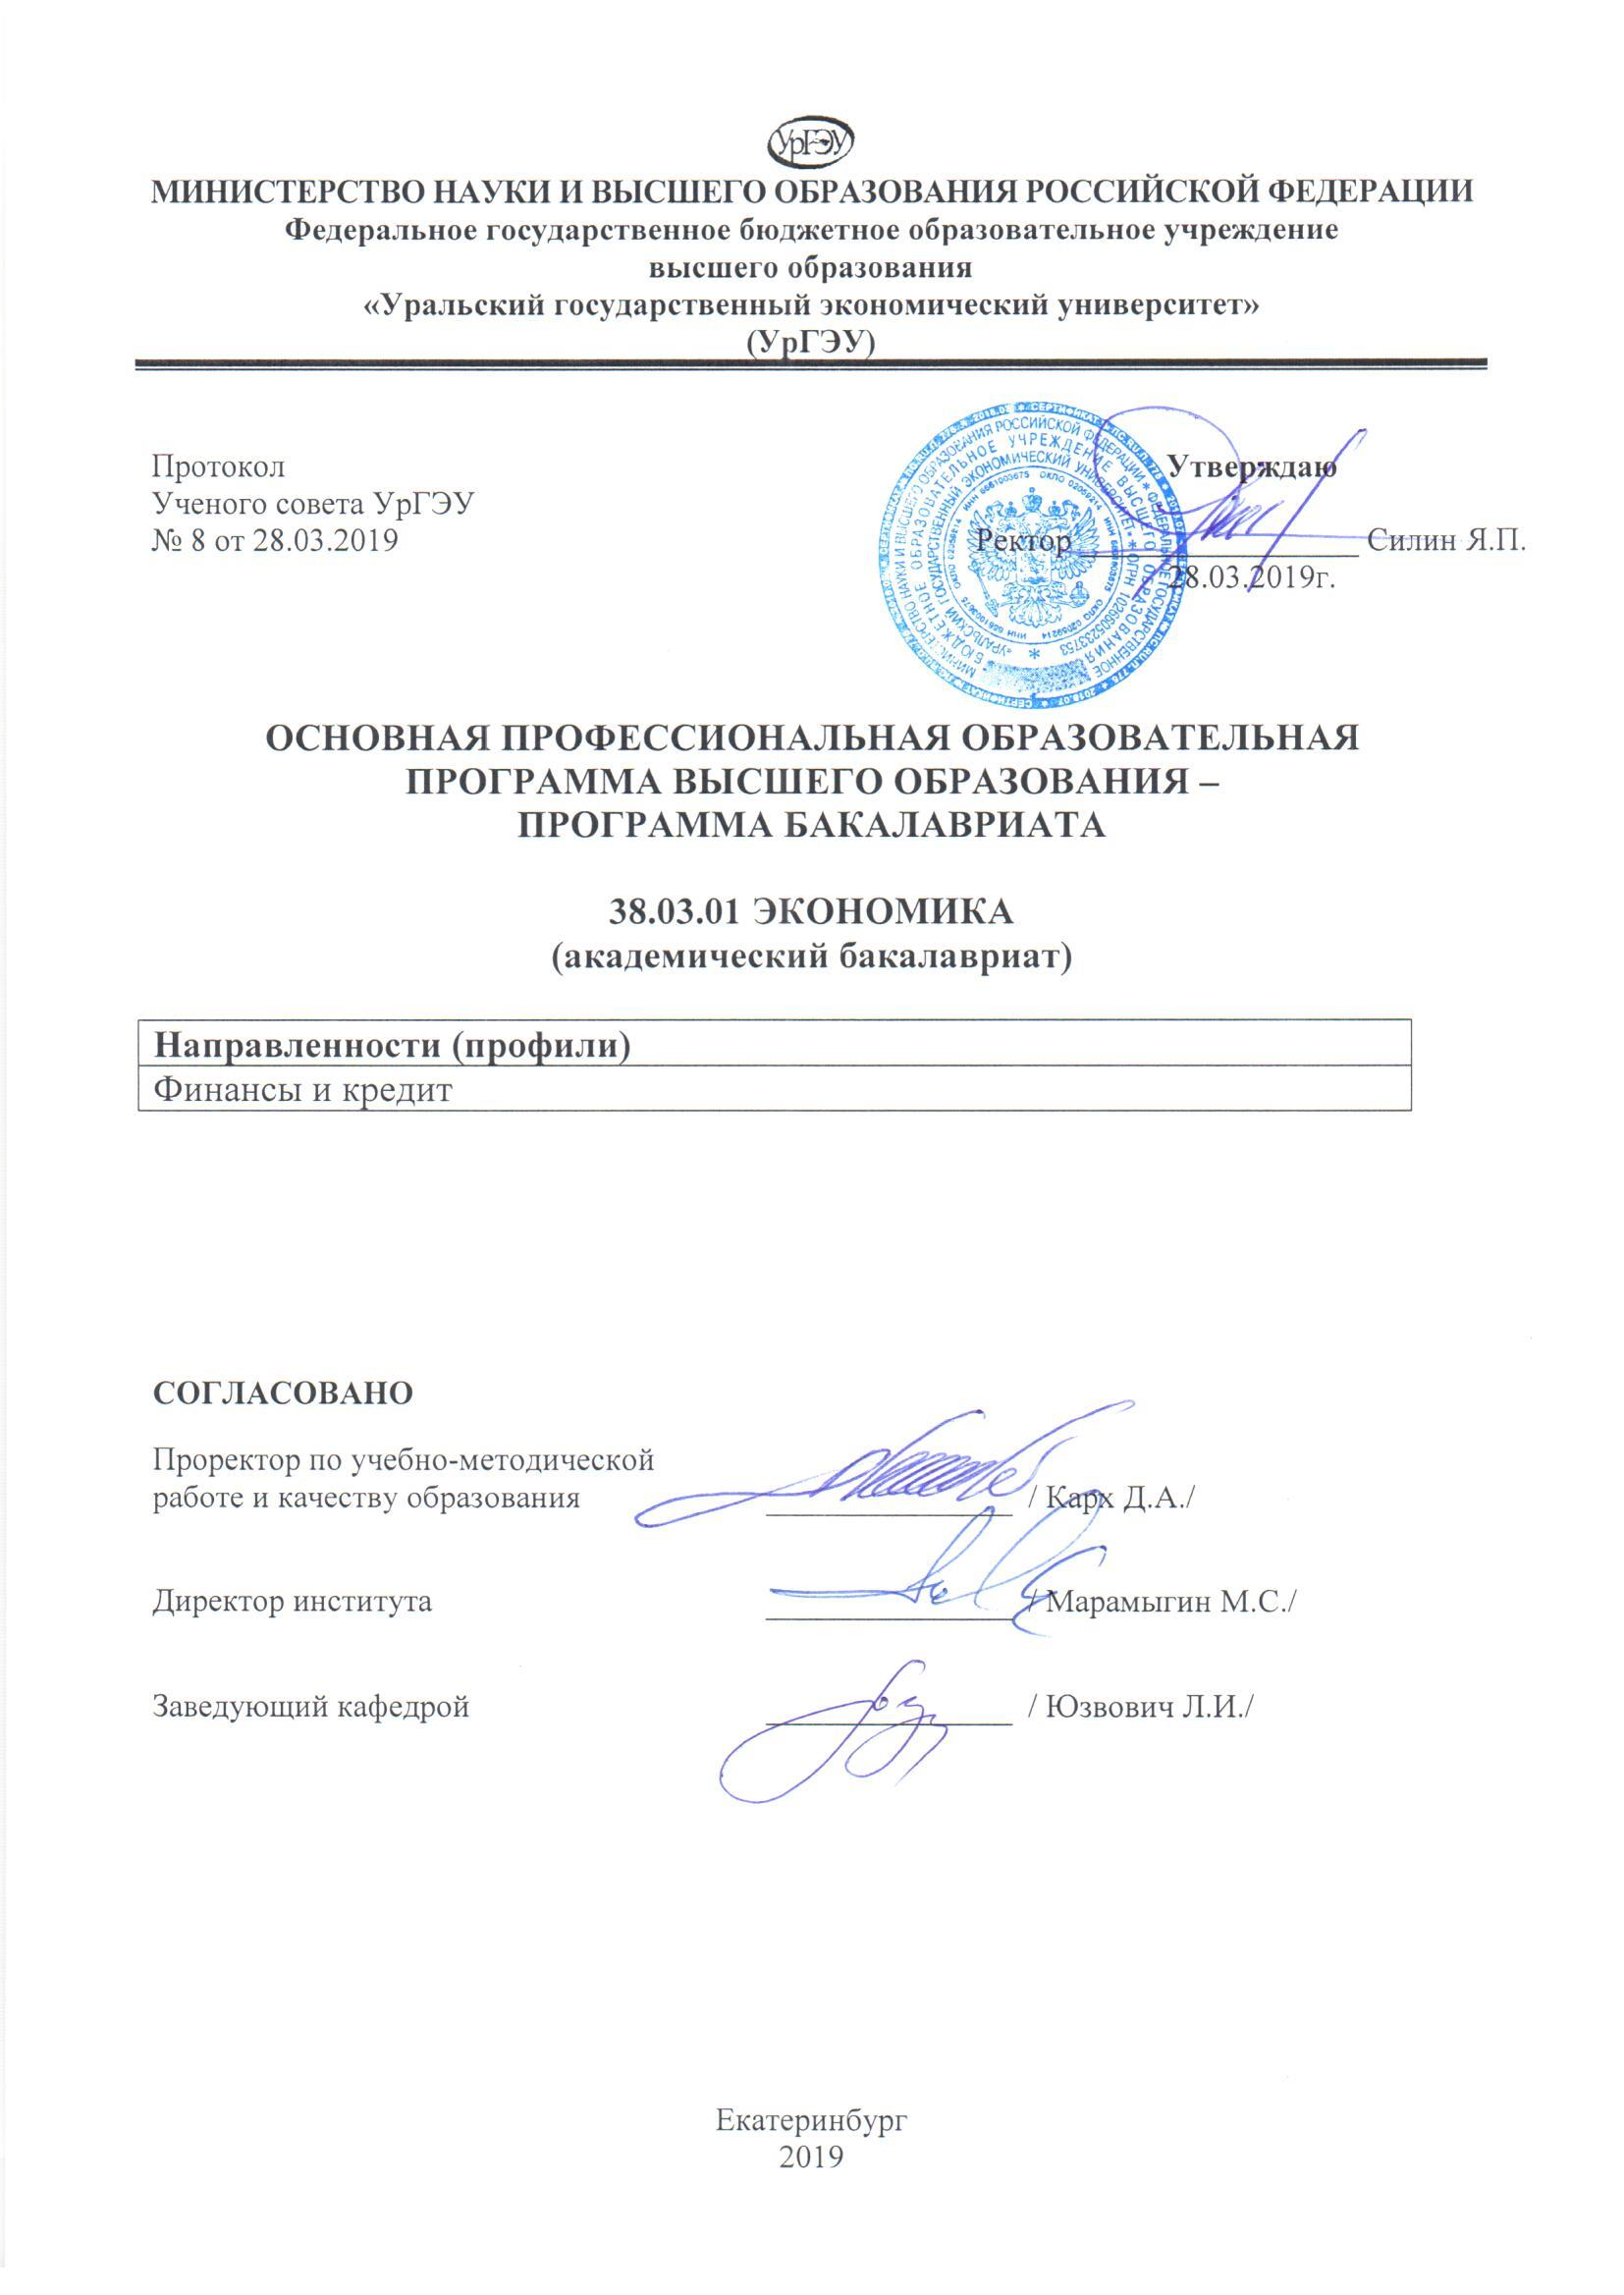 УрГЭУ
МИНИСТЕРСТВО НАУКИ И ВЫСШЕГО ОБРАЗОВАНИЯ РОССИЙСКОЙ ФЕДЕРАЦИИ
Федеральное государственное бюджетное образовательное учреждение
высшего образования
«Уральский государственный экономический университет»
(УрГЭУ)
Протокол
Ученого совета УрГЭУ
№ 8 от 28.03.2019
Утверждаю
Ректор Силин Я.П.
28.03.2019г.
ОСНОВНАЯ ПРОФЕССИОНАЛЬНАЯ ОБРАЗОВАТЕЛЬНАЯ
ПРОГРАММА ВЫСШЕГО ОБРАЗОВАНИЯ –
ПРОГРАММА БАКАЛАВРИАТА
38.03.01 ЭКОНОМИКА
(академический бакалавриат)
Направленности (профили)
Финансы и кредит
СОГЛАСОВАНО
Проректор по учебно-методической
работе и качеству образования / Карх Д.А./
Директор института / Марамыгин М.С./
Заведующий кафедрой / Юзвович Л.И./
Екатеринбург
2019